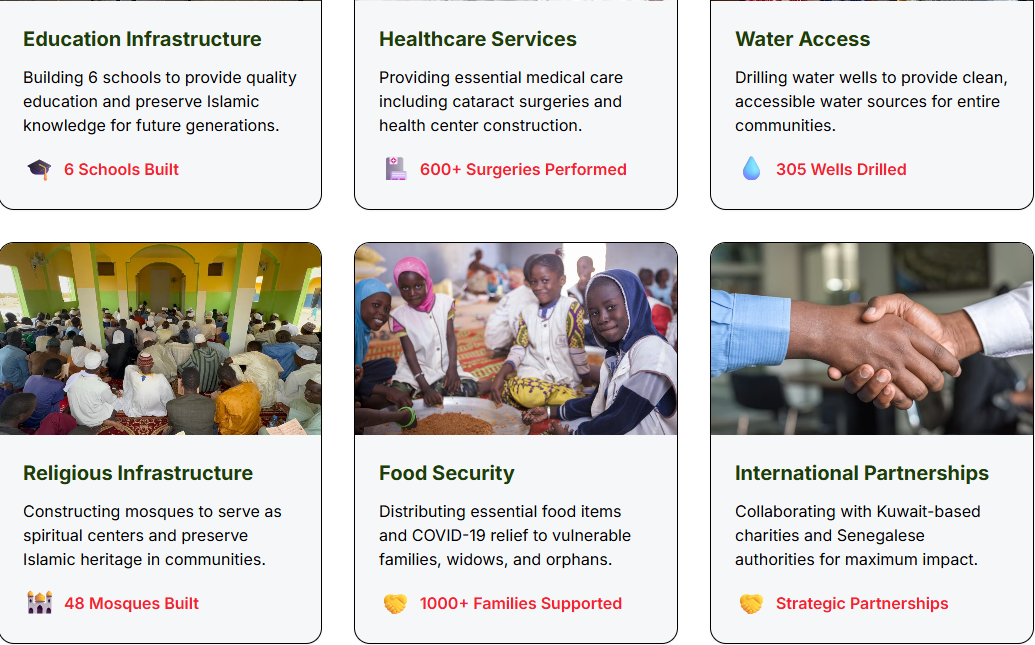 Education Infrastructure
Building 6 schools to provide quality
education and preserve Islamic
knowledge for future generations.
6 Schools Built
Healthcare Services
Providing essential medical care
including cataract surgeries and
health center construction.
600+ Surgeries Performed
Water Access
Drilling water wells to provide clean,
accessible water sources for entire
communities.
305 Wells Drilled
Religious Infrastructure
Constructing mosques to serve as
spiritual centers and preserve
Islamic heritage in communities.
48 Mosques Built
Food Security
Distributing essential food items
and COVID-19 relief to vulnerable
families, widows, and orphans.
1000+ Families Supported
International Partnerships
Collaborating with Kuwait-based
charities and Senegalese
authorities for maximum impact.
Strategic Partnerships